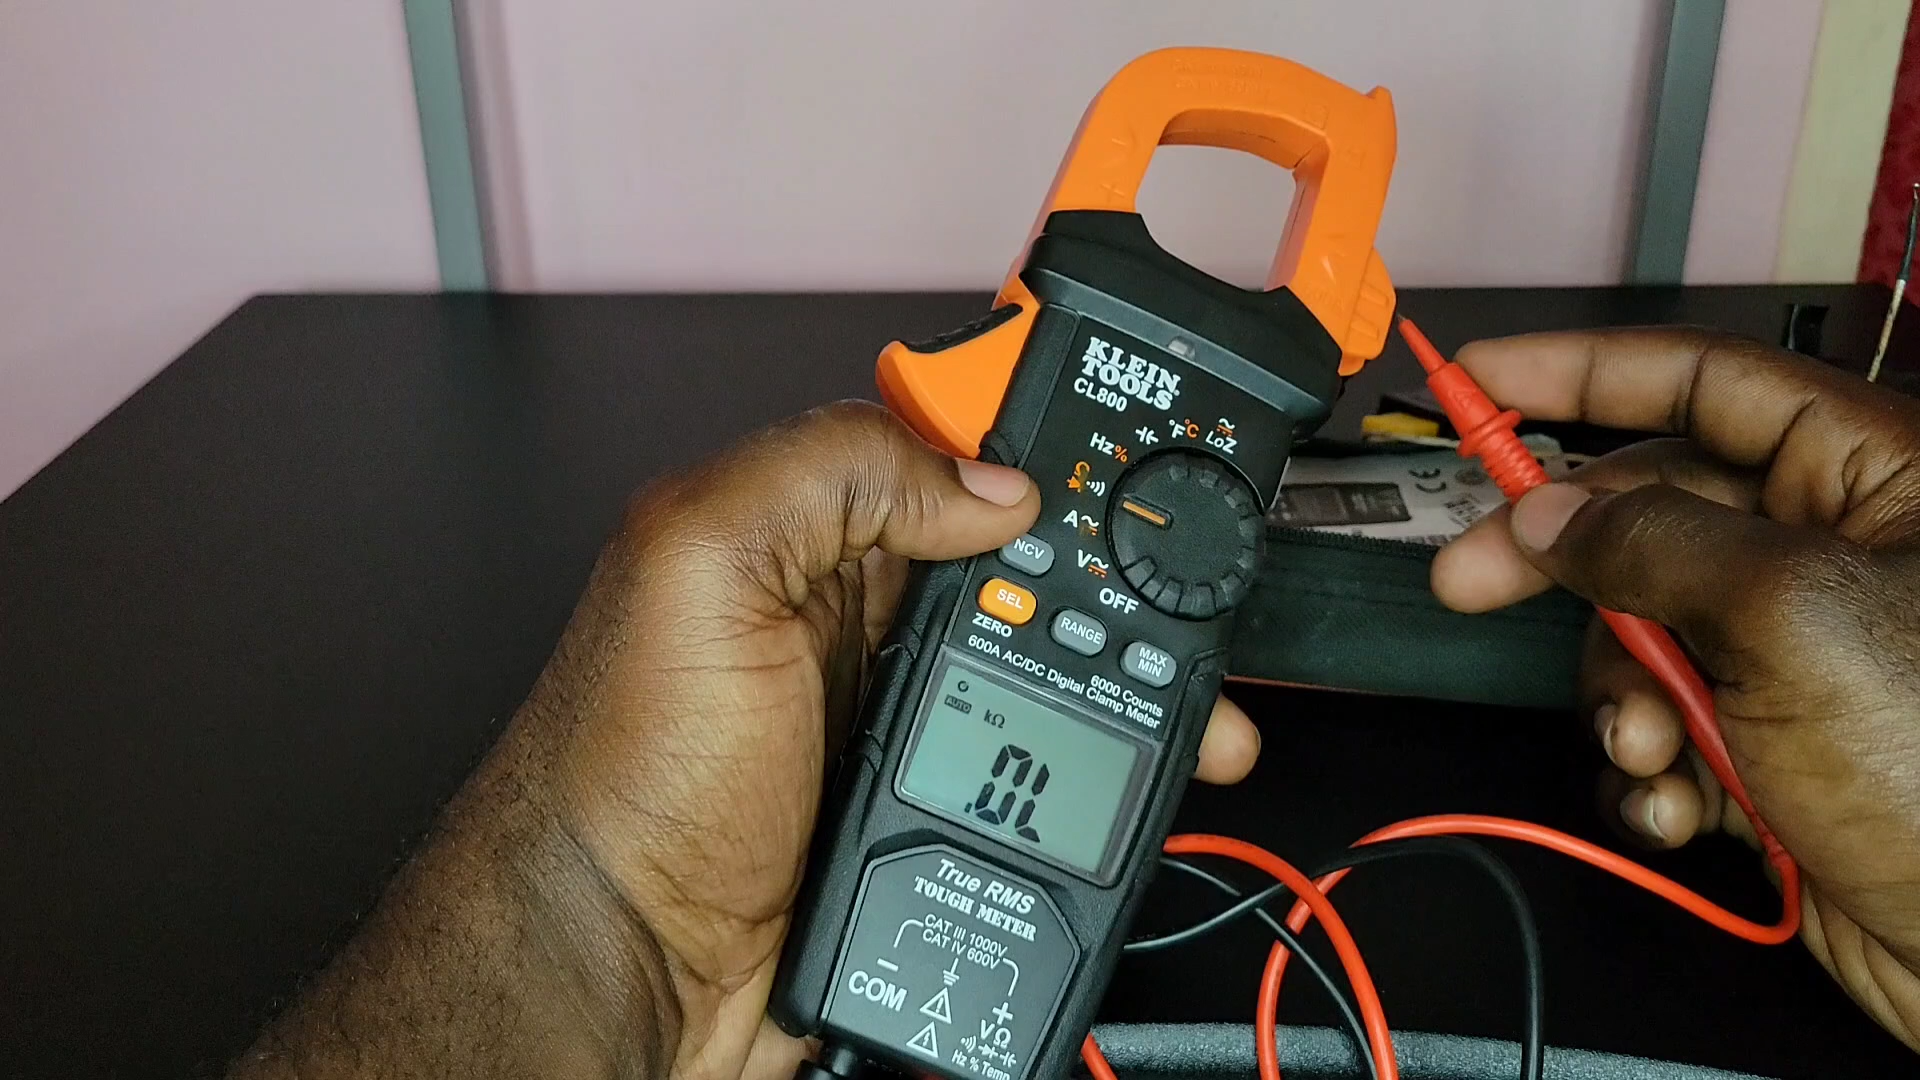 KLEIN
TOOLS
CL800
°F°C
LoZ
Hz%
Ω
A
V
OFF
NCV
SEL
ZERO
RANGE
MAX
MIN
600A AC/DC Digital Clamp Meter
6000 Counts
AUTO
kΩ
.0L
True RMS
TOUGH METER
CAT III 1000V
CAT IV 600V
−
COM
+
VΩ
Hz % Temp
CE